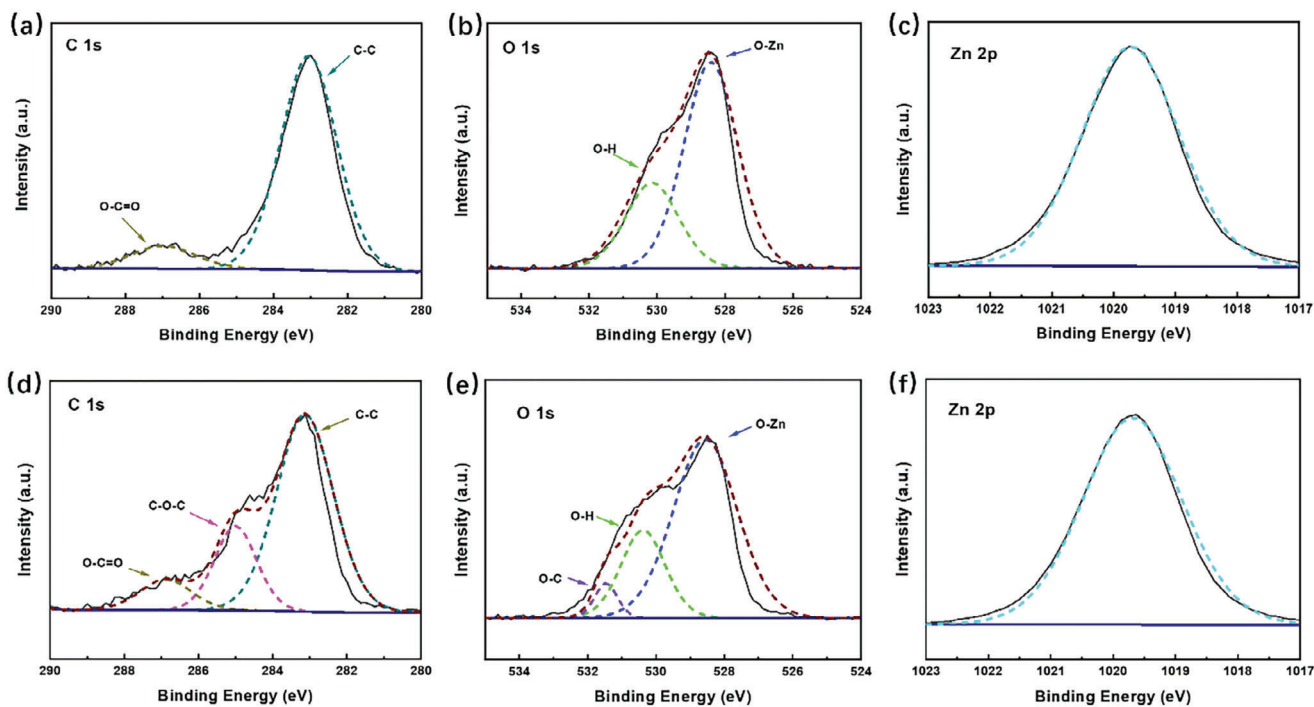 (a)
C 1s
C-C
O-C=O
Intensity (a.u.)
290 288 286 284 282 280
Binding Energy (eV)
(b)
O 1s
O-Zn
O-H
Intensity (a.u.)
534 532 530 528 526 524
Binding Energy (eV)
(c)
Zn 2p
Intensity (a.u.)
1023 1022 1021 1020 1019 1018 1017
Binding Energy (eV)
(d)
C 1s
C-C
C-O-C
O-C=O
Intensity (a.u.)
290 288 286 284 282 280
Binding Energy (eV)
(e)
O 1s
O-Zn
O-H
O-C
Intensity (a.u.)
534 532 530 528 526 524
Binding Energy (eV)
(f)
Zn 2p
Intensity (a.u.)
1023 1022 1021 1020 1019 1018 1017
Binding Energy (eV)